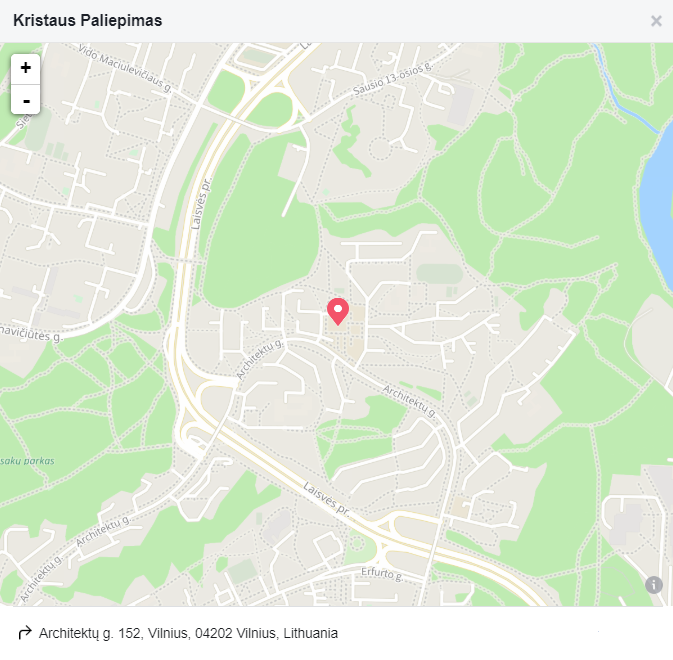 Kristaus Paliepimas
×
+
-
Vido Maciulevičiaus g.
Sausio 13-osios g.
Laisvės pr.
navičiūtės g.
Architektų g.
Architektų g.
sakų parkas
Laisvės pr.
Architektų g.
Architektų g.
Erfurto g.
i
Architektų g. 152, Vilnius, 04202 Vilnius, Lithuania